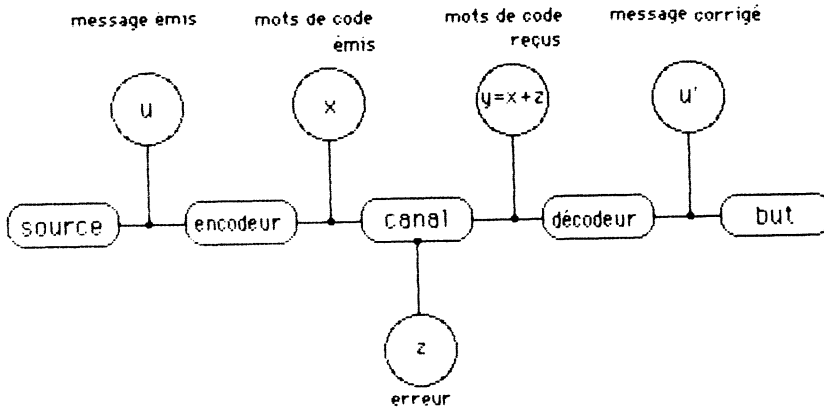 message émis
mots de code
émis
mots de code
reçus
message corrigé
u
x
y=x+z
u'
source
encodeur
canal
décodeur
but
z
erreur